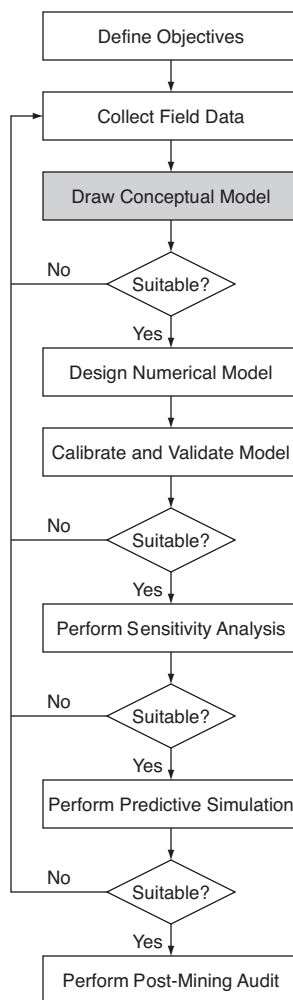 Define Objectives
Collect Field Data
Draw Conceptual Model
No
Suitable?
Yes
Design Numerical Model
Calibrate and Validate Model
No
Suitable?
Yes
Perform Sensitivity Analysis
No
Suitable?
Yes
Perform Predictive Simulation
No
Suitable?
Yes
Perform Post-Mining Audit